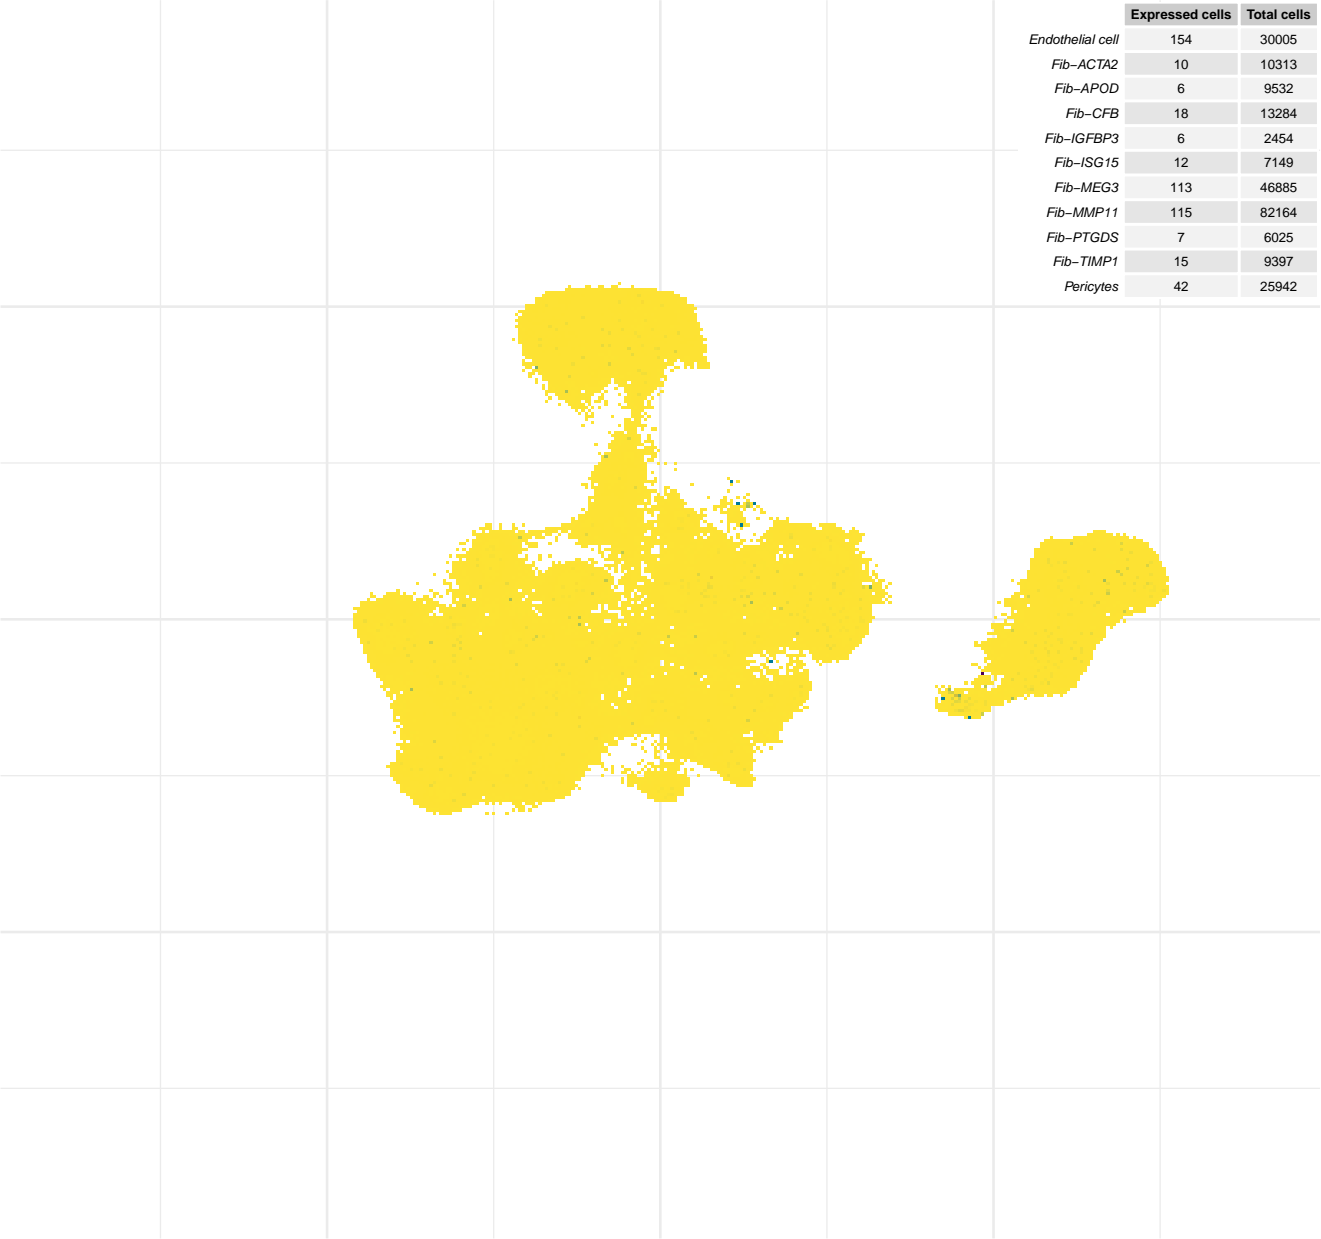 Expressed cells Total cells
Endothelial cell 154 30005
Fib−ACTA2 10 10313
Fib−APOD 6 9532
Fib−CFB 18 13284
Fib−IGFBP3 6 2454
Fib−ISG15 12 7149
Fib−MEG3 113 46885
Fib−MMP11 115 82164
Fib−PTGDS 7 6025
Fib−TIMP1 15 9397
Pericytes 42 25942